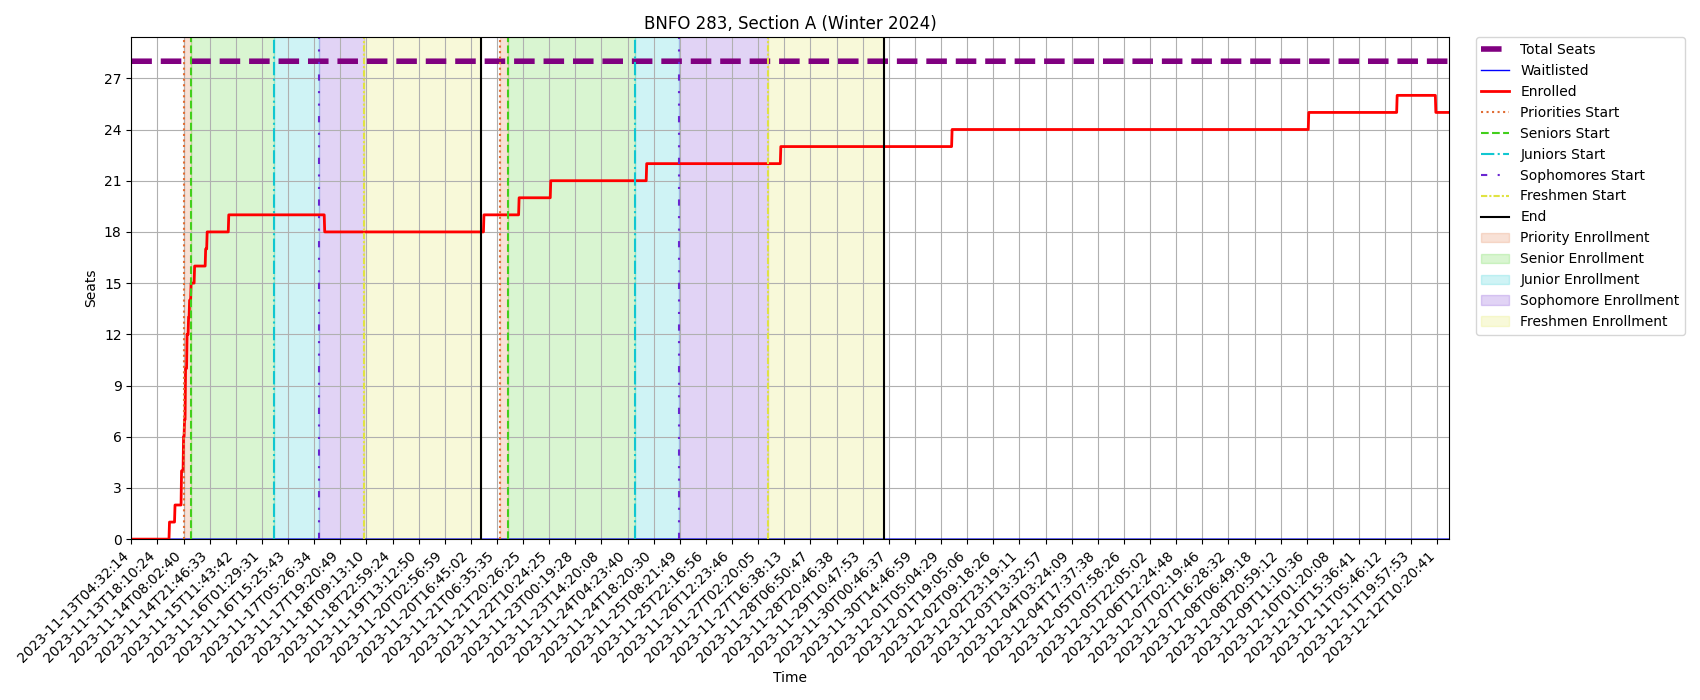 BNFO 283, Section A (Winter 2024)
Seats
27
24
21
18
15
12
9
6
3
0
2023-11-13T04:32:14
2023-11-13T18:10:24
2023-11-14T08:02:40
2023-11-14T21:46:33
2023-11-15T11:43:42
2023-11-16T01:29:31
2023-11-16T15:25:43
2023-11-17T05:26:34
2023-11-17T19:20:49
2023-11-18T09:13:10
2023-11-18T22:59:24
2023-11-19T13:12:50
2023-11-20T02:56:59
2023-11-20T16:45:02
2023-11-21T06:35:35
2023-11-21T20:26:25
2023-11-22T10:24:25
2023-11-23T00:19:28
2023-11-23T14:20:08
2023-11-24T04:23:40
2023-11-24T18:20:30
2023-11-25T08:21:49
2023-11-25T22:16:56
2023-11-26T12:23:46
2023-11-27T02:20:05
2023-11-27T16:38:13
2023-11-28T06:50:47
2023-11-28T20:46:38
2023-11-29T10:47:53
2023-11-30T00:46:37
2023-11-30T14:46:59
2023-12-01T05:04:29
2023-12-01T19:05:06
2023-12-02T09:18:26
2023-12-02T23:19:11
2023-12-03T13:32:57
2023-12-04T03:24:09
2023-12-04T17:37:38
2023-12-05T07:58:26
2023-12-05T22:05:02
2023-12-06T12:24:48
2023-12-07T02:19:46
2023-12-07T16:28:32
2023-12-08T06:49:18
2023-12-08T20:59:12
2023-12-09T11:10:36
2023-12-10T01:20:08
2023-12-10T15:36:41
2023-12-11T05:46:12
2023-12-11T19:57:53
2023-12-12T10:20:41
Time
Total Seats
Waitlisted
Enrolled
Priorities Start
Seniors Start
Juniors Start
Sophomores Start
Freshmen Start
End
Priority Enrollment
Senior Enrollment
Junior Enrollment
Sophomore Enrollment
Freshmen Enrollment